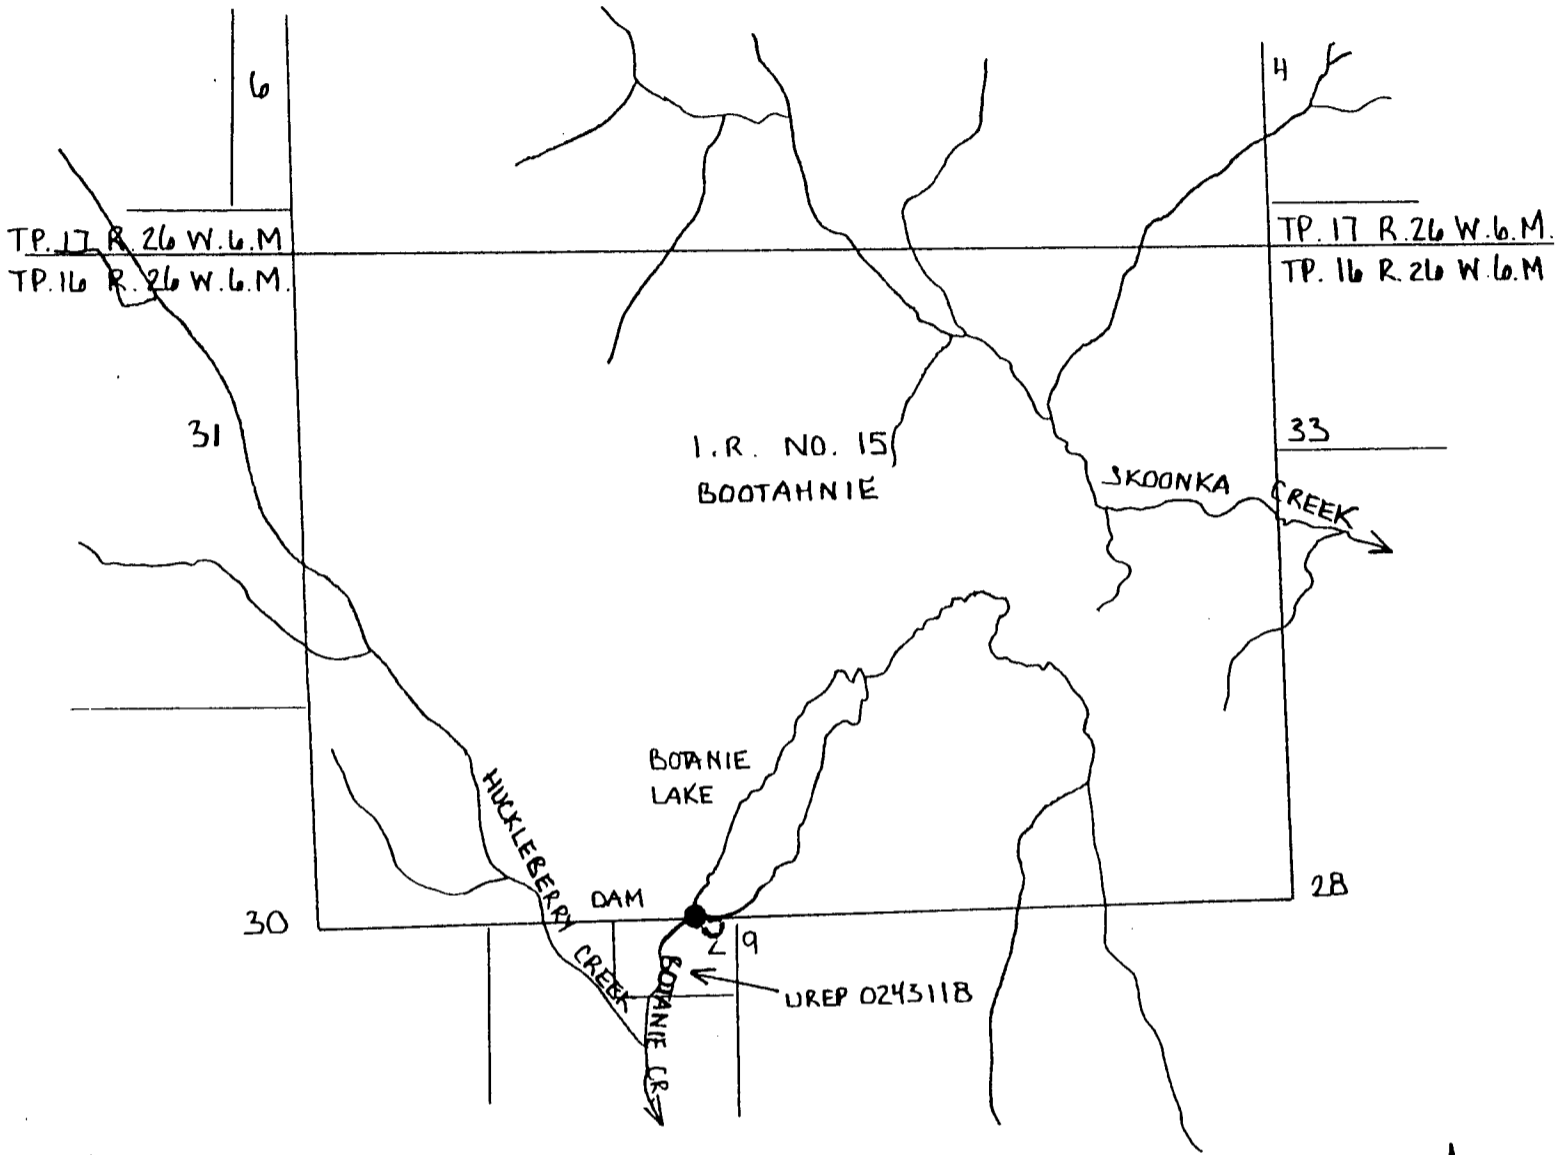 6
4
TP. 17 R. 26 W.6.M
TP. 17 R. 26 W.6.M.
TP. 16 R. 26 W.6.M.
TP. 16 R. 26 W.6.M
31
33
I.R. NO. 15
BOOTAHNIE
SKOONKA CREEK
BOTANIE
LAKE
HUCKLEBERRY CREEK
DAM
28
30
L 9
BOTANIE CR.
UREP 0243118